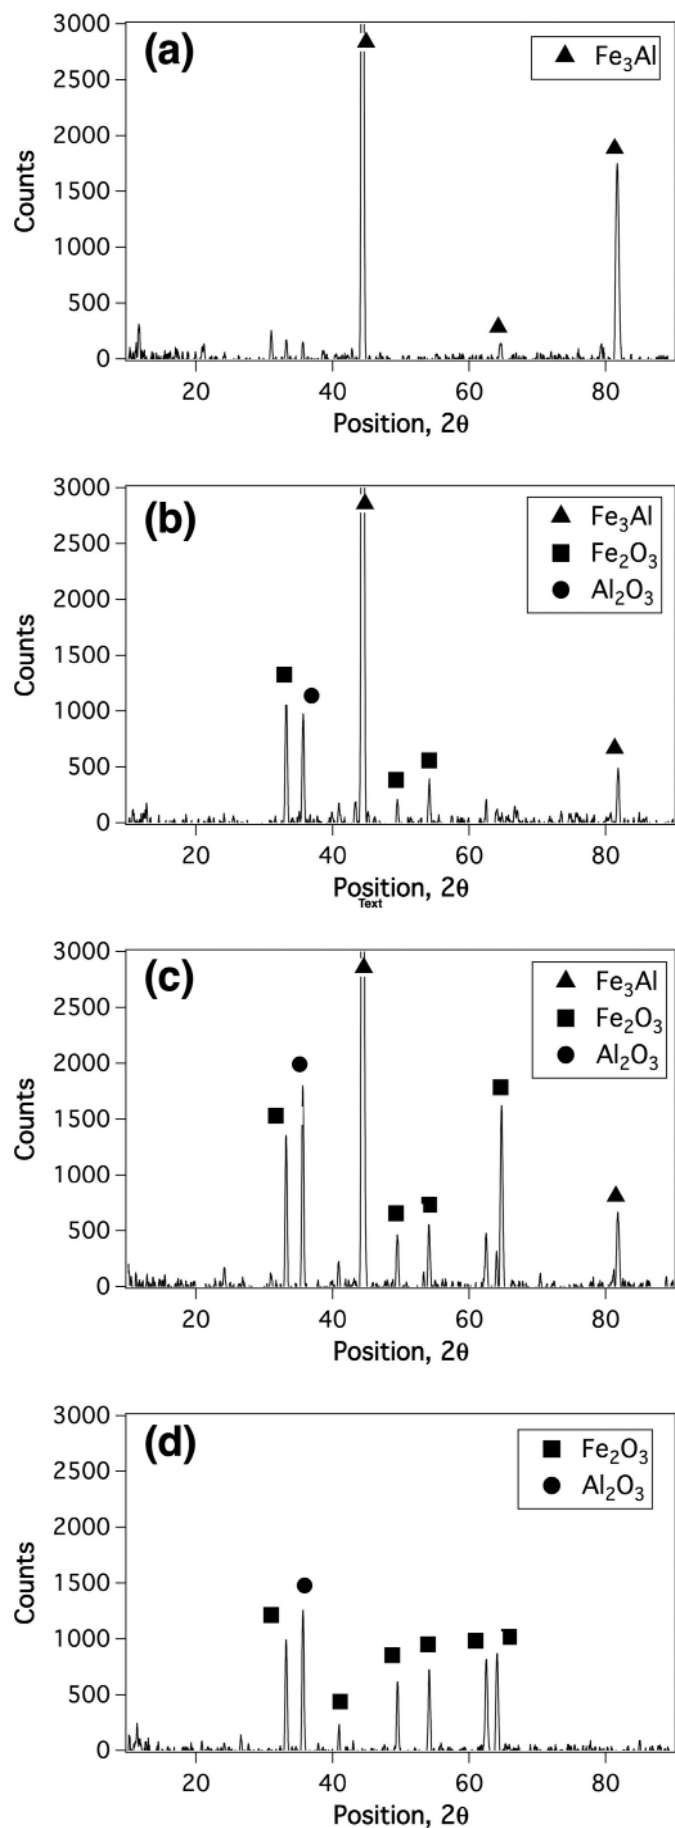 (a)
▲ Fe₃Al
3000
2500
2000
1500
1000
500
0
Counts
20 40 60 80
Position, 2θ
(b)
▲ Fe₃Al
■ Fe₂O₃
● Al₂O₃
3000
2500
2000
1500
1000
500
0
Counts
20 40 60 80
Position, 2θ
Text
(c)
▲ Fe₃Al
■ Fe₂O₃
● Al₂O₃
3000
2500
2000
1500
1000
500
0
Counts
20 40 60 80
Position, 2θ
(d)
■ Fe₂O₃
● Al₂O₃
3000
2500
2000
1500
1000
500
0
Counts
20 40 60 80
Position, 2θ